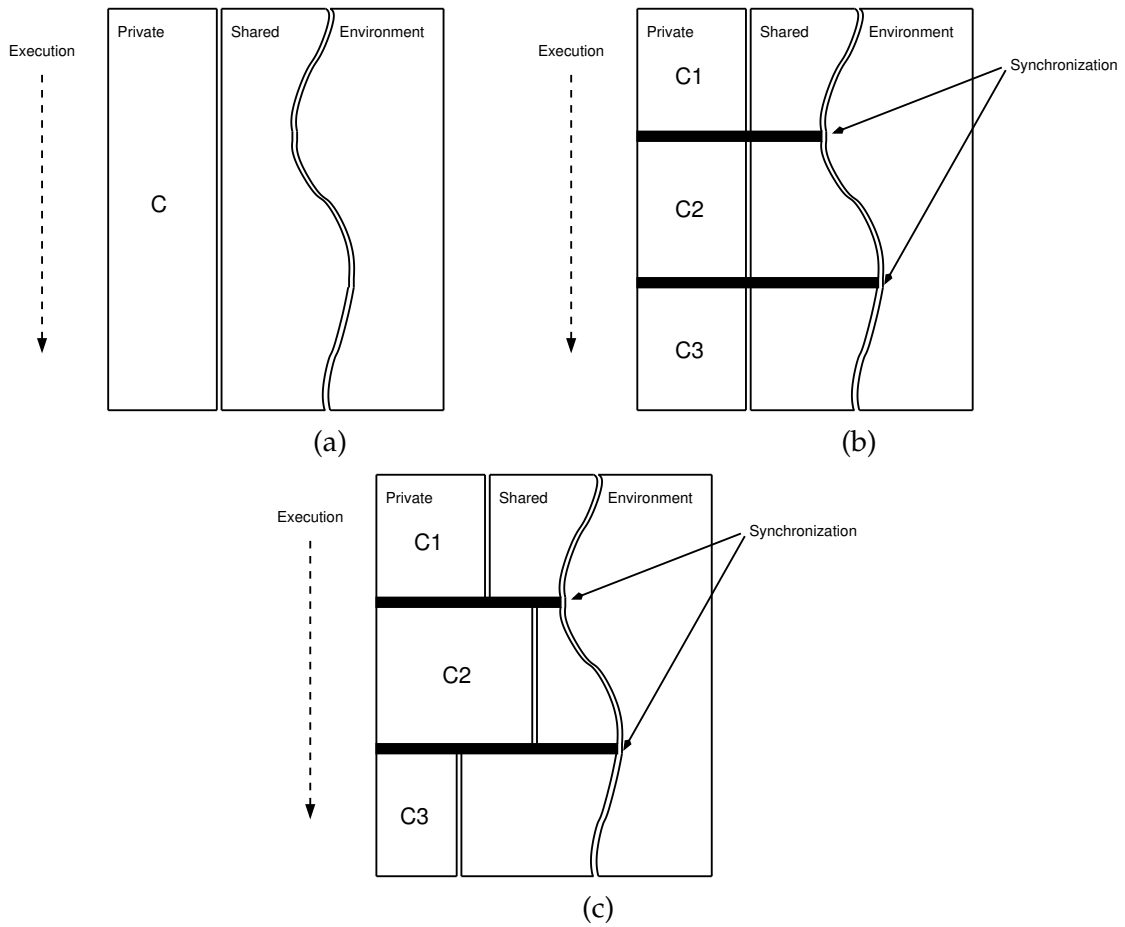 Private Shared Environment
Execution
C
(a)
Private Shared Environment
Execution
Synchronization
C1
C2
C3
(b)
Private Shared Environment
Execution
Synchronization
C1
C2
C3
(c)